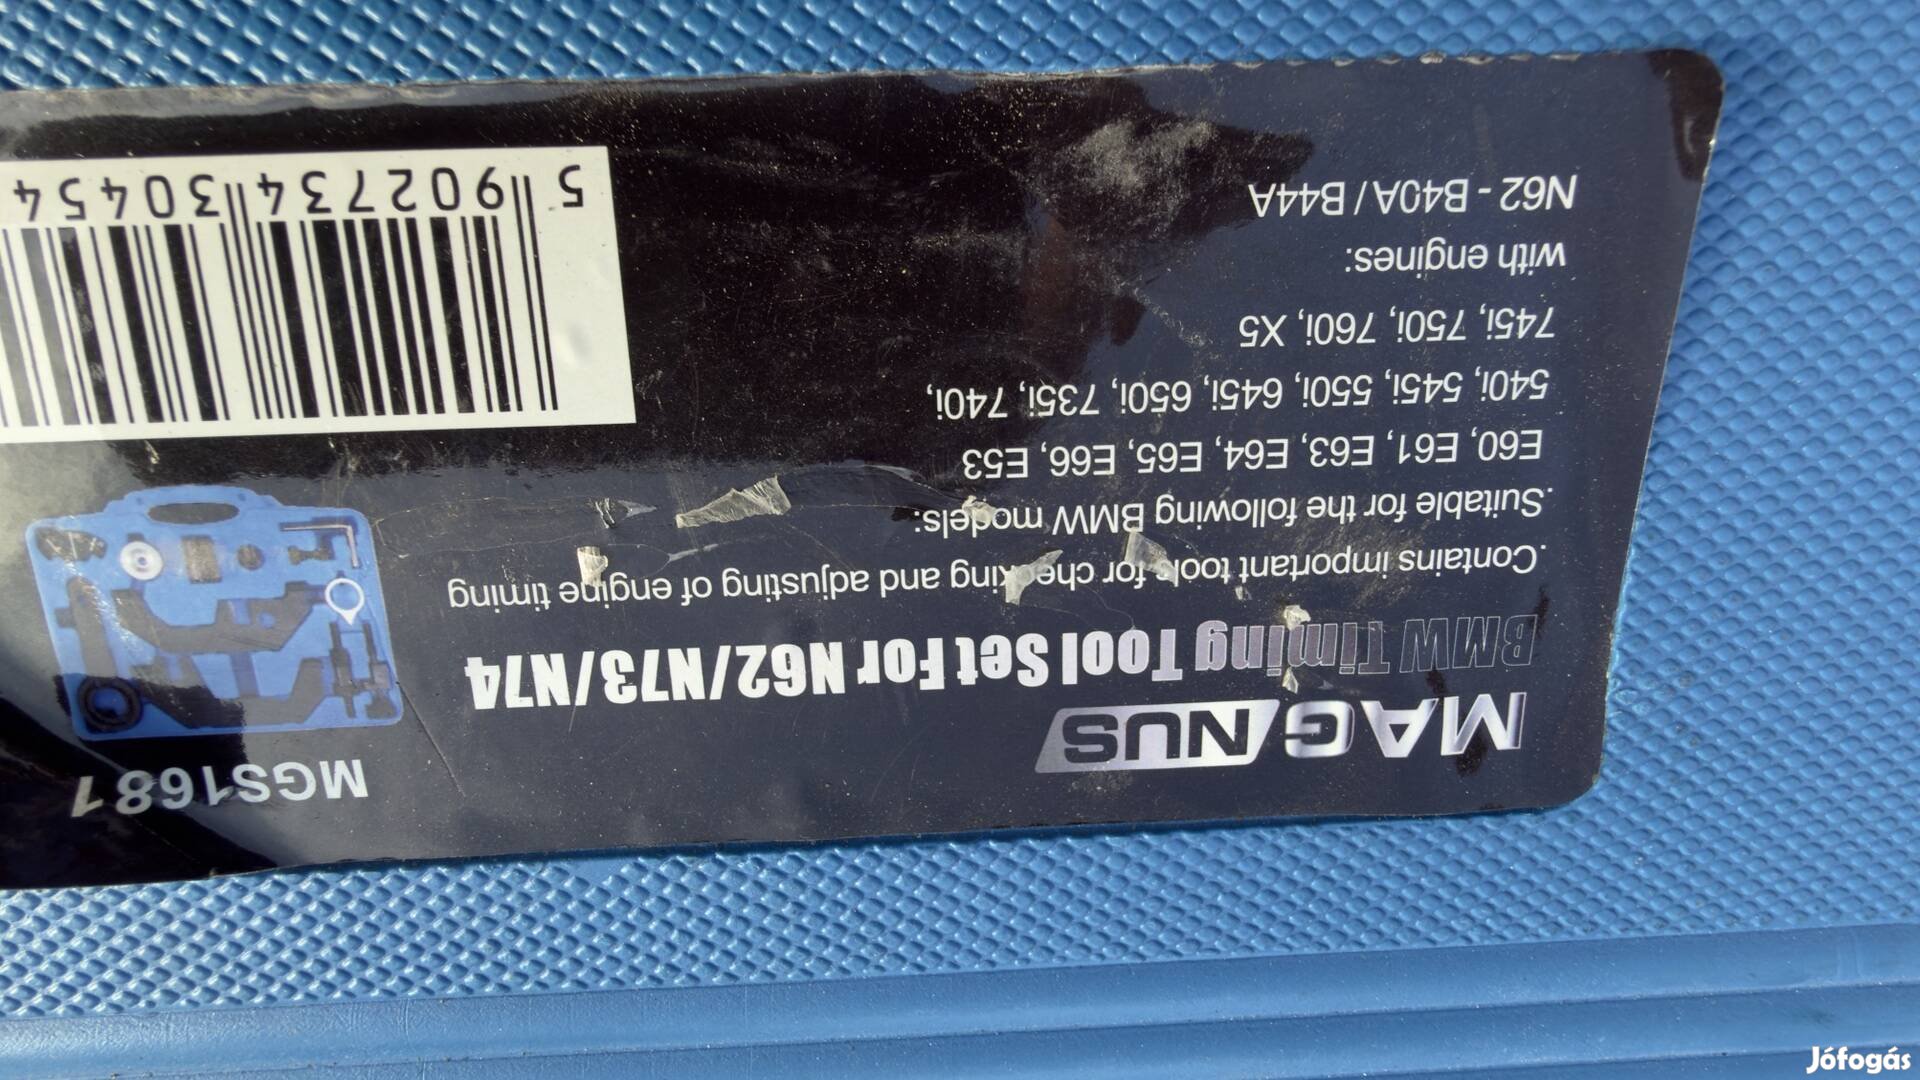 MAGNUS
MGS1681
BMW Timing Tool Set For N62/N73/N74
.Contains important tools for checking and adjusting of engine timing
.Suitable for the following BMW models:
E60, E61, E63, E64, E65, E66, E53
540i, 545i, 550i, 645i, 650i, 735i, 740i,
745i, 750i, 760i, X5
with engines:
N62 - B40A / B44A
5 902734 30454
Jófogás